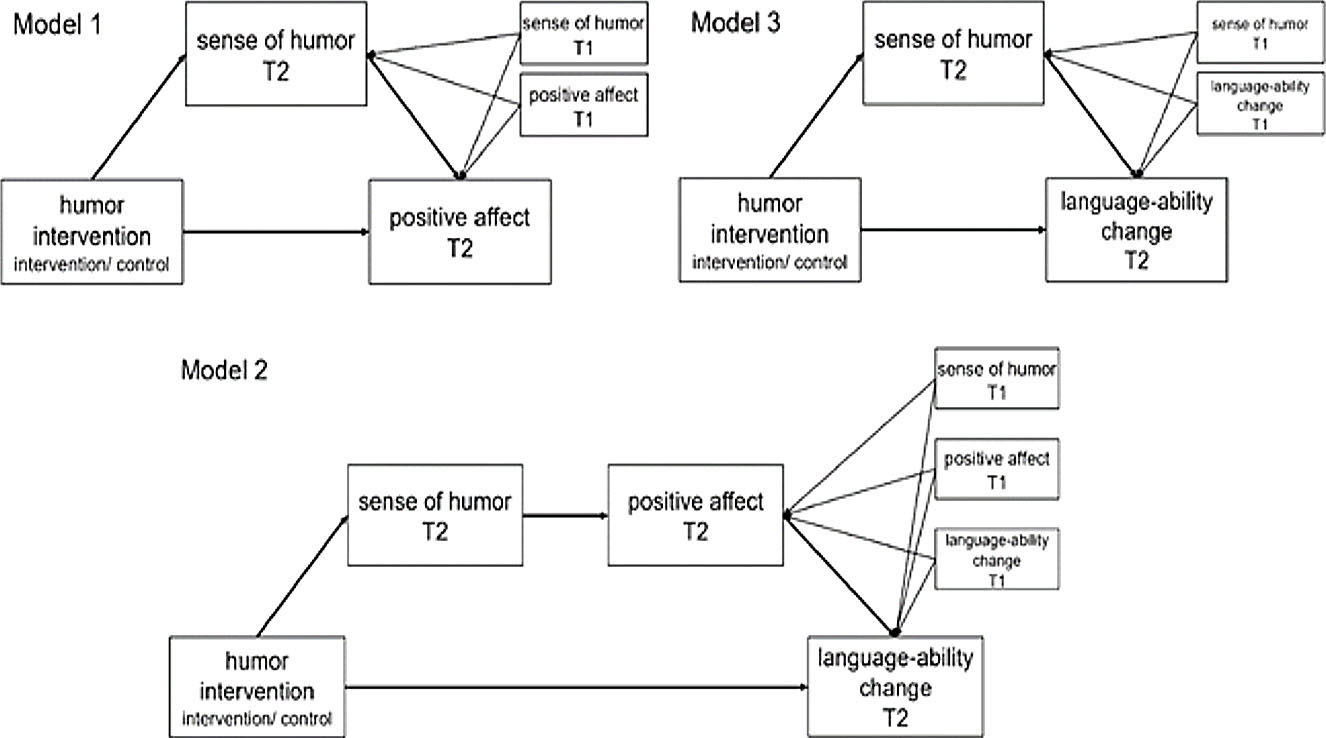 Model 1
sense of humor
T2
sense of humor
T1
positive affect
T1
humor
intervention
intervention/ control
positive affect
T2
Model 3
sense of humor
T2
sense of humor
T1
language-ability
change
T1
humor
intervention
intervention/ control
language-ability
change
T2
Model 2
sense of humor
T2
positive affect
T2
sense of humor
T1
positive affect
T1
language-ability
change
T1
humor
intervention
intervention/ control
language-ability
change
T2